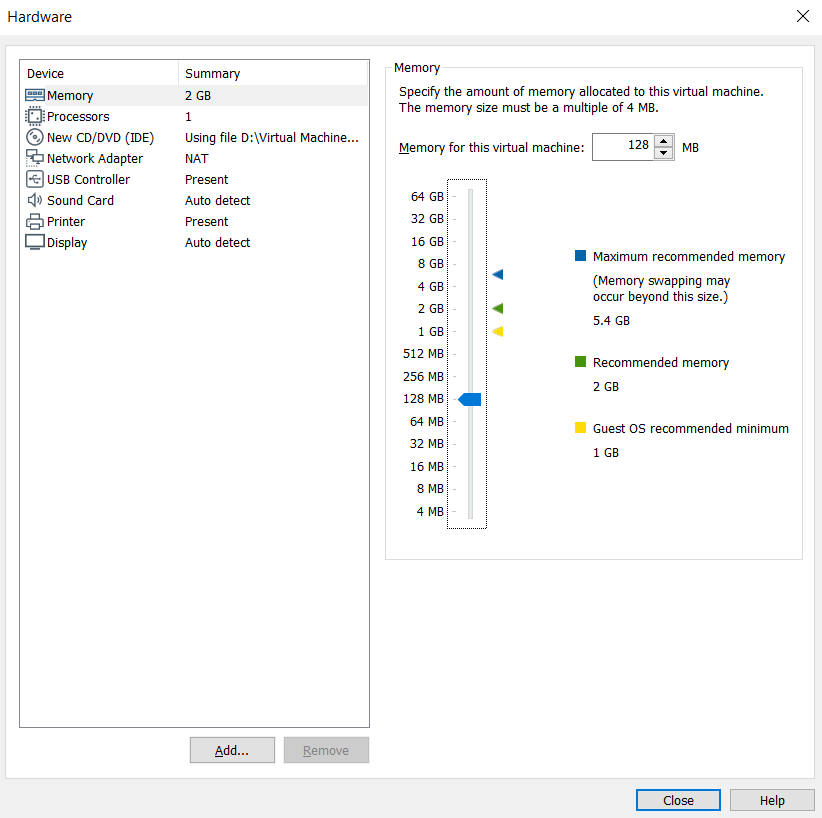 Hardware
Device Summary
Memory 2 GB
Processors 1
New CD/DVD (IDE) Using file D:\Virtual Machine...
Network Adapter NAT
USB Controller Present
Sound Card Auto detect
Printer Present
Display Auto detect
Add... Remove
Memory
Specify the amount of memory allocated to this virtual machine.
The memory size must be a multiple of 4 MB.
Memory for this virtual machine: 128 MB
64 GB
32 GB
16 GB
8 GB
4 GB
2 GB
1 GB
512 MB
256 MB
128 MB
64 MB
32 MB
16 MB
8 MB
4 MB
Maximum recommended memory
(Memory swapping may
occur beyond this size.)
5.4 GB
Recommended memory
2 GB
Guest OS recommended minimum
1 GB
Close Help